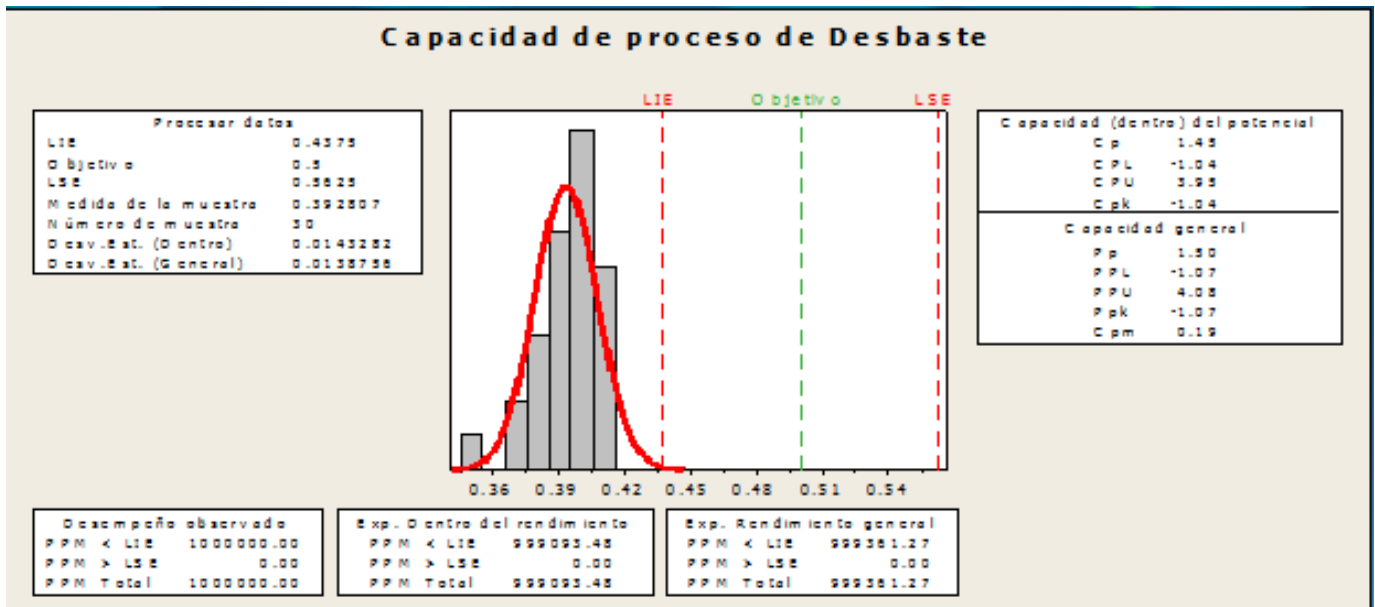 Capacidad de proceso de Desbaste
LIE
Objetivo
LSE
Procesar datos
LIE 0.4375
Objetivo 0.5
LSE 0.5625
Medida de la muestra 0.392807
Número de muestra 30
Desv.Est. (Dentro) 0.0143282
Desv.Est. (General) 0.0138756
Capacidad (dentro) del potencial
Cp 1.45
CPL -1.04
CPU 3.95
Cpk -1.04
Capacidad general
Pp 1.50
PPL -1.07
PPU 4.08
Ppk -1.07
Cpm 0.19
0.36 0.39 0.42 0.45 0.48 0.51 0.54
Desempeño observado
PPM < LIE 1000000.00
PPM > LSE 0.00
PPM Total 1000000.00
Exp. Dentro del rendimiento
PPM < LIE 999093.48
PPM > LSE 0.00
PPM Total 999093.48
Exp. Rendimiento general
PPM < LIE 999361.27
PPM > LSE 0.00
PPM Total 999361.27